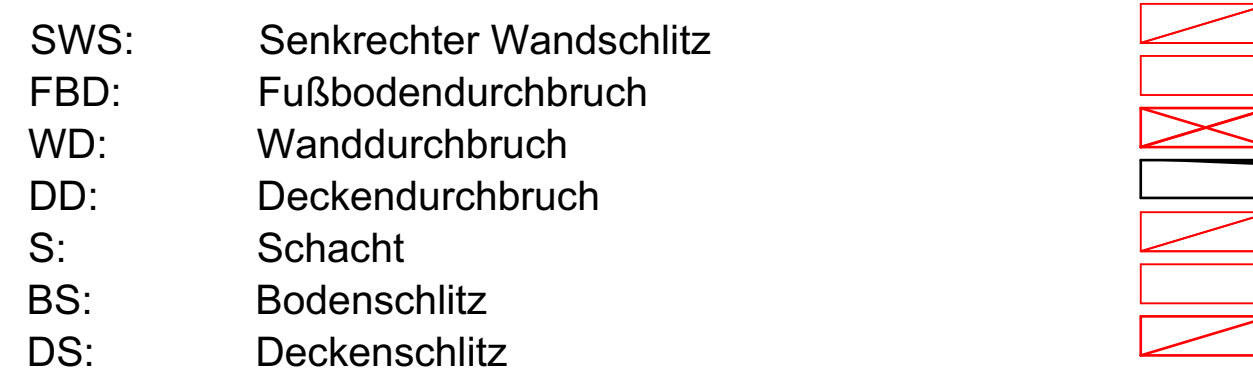 SWS: Senkrechter Wandschlitz
FBD: Fußbodendurchbruch
WD: Wanddurchbruch
DD: Deckendurchbruch
S: Schacht
BS: Bodenschlitz
DS: Deckenschlitz